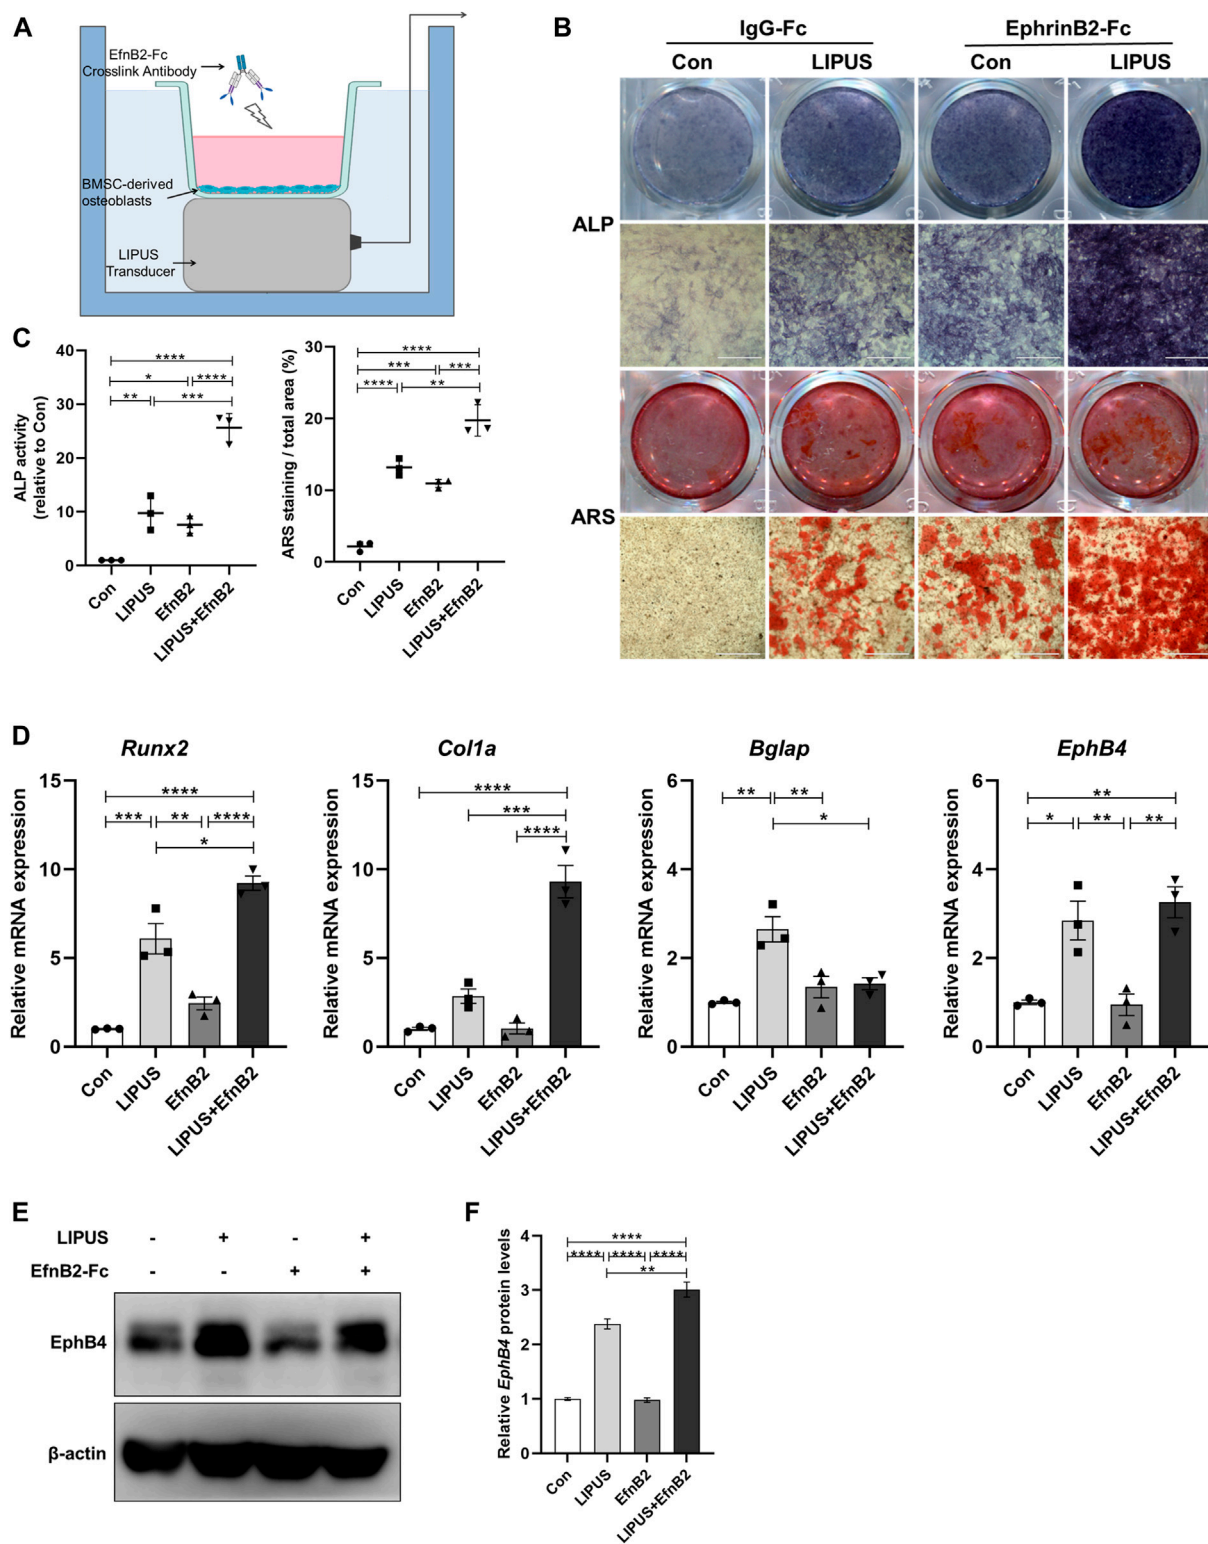 A
EfnB2-Fc
Crosslink Antibody
BMSC-derived
osteoblasts
LIPUS
Transducer
B
IgG-Fc EphrinB2-Fc
Con LIPUS Con LIPUS
ALP
ARS
C
ALP activity
(relative to Con)
40
30
20
10
0
****
* ****
** ***
Con LIPUS EfnB2 LIPUS+EfnB2
ARS staining / total area (%)
30
20
10
0
****
*** ***
**** **
Con LIPUS EfnB2 LIPUS+EfnB2
D
Runx2
Relative mRNA expression
15
10
5
0
****
*** ** ****
*
Con LIPUS EfnB2 LIPUS+EfnB2
Col1a
Relative mRNA expression
15
10
5
0
****
***
****
Con LIPUS EfnB2 LIPUS+EfnB2
Bglap
Relative mRNA expression
6
4
2
0
** **
*
Con LIPUS EfnB2 LIPUS+EfnB2
EphB4
Relative mRNA expression
6
4
2
0
**
* ** **
Con LIPUS EfnB2 LIPUS+EfnB2
E
LIPUS - + - +
EfnB2-Fc - - + +
EphB4
β-actin
F
Relative EphB4 protein levels
4
3
2
1
0
****
**** **** ****
**
Con LIPUS EfnB2 LIPUS+EfnB2